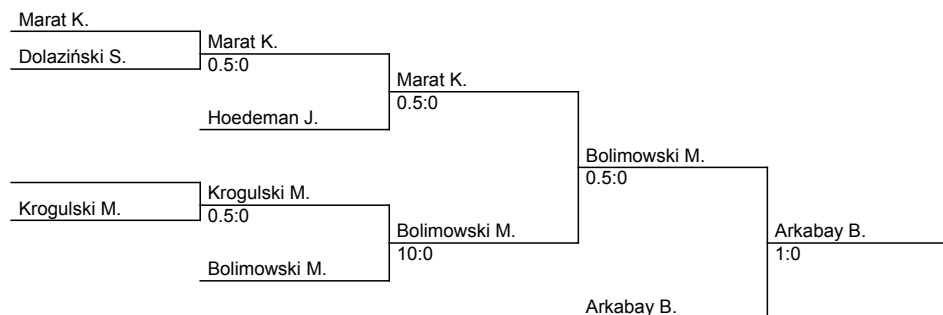 Marat K.
Dolaziński S.
Marat K.
0.5:0
Hoedeman J.
Marat K.
0.5:0
Krogulski M.
Krogulski M.
0.5:0
Bolimowski M.
Bolimowski M.
10:0
Bolimowski M.
0.5:0
Arkabay B.
Arkabay B.
1:0